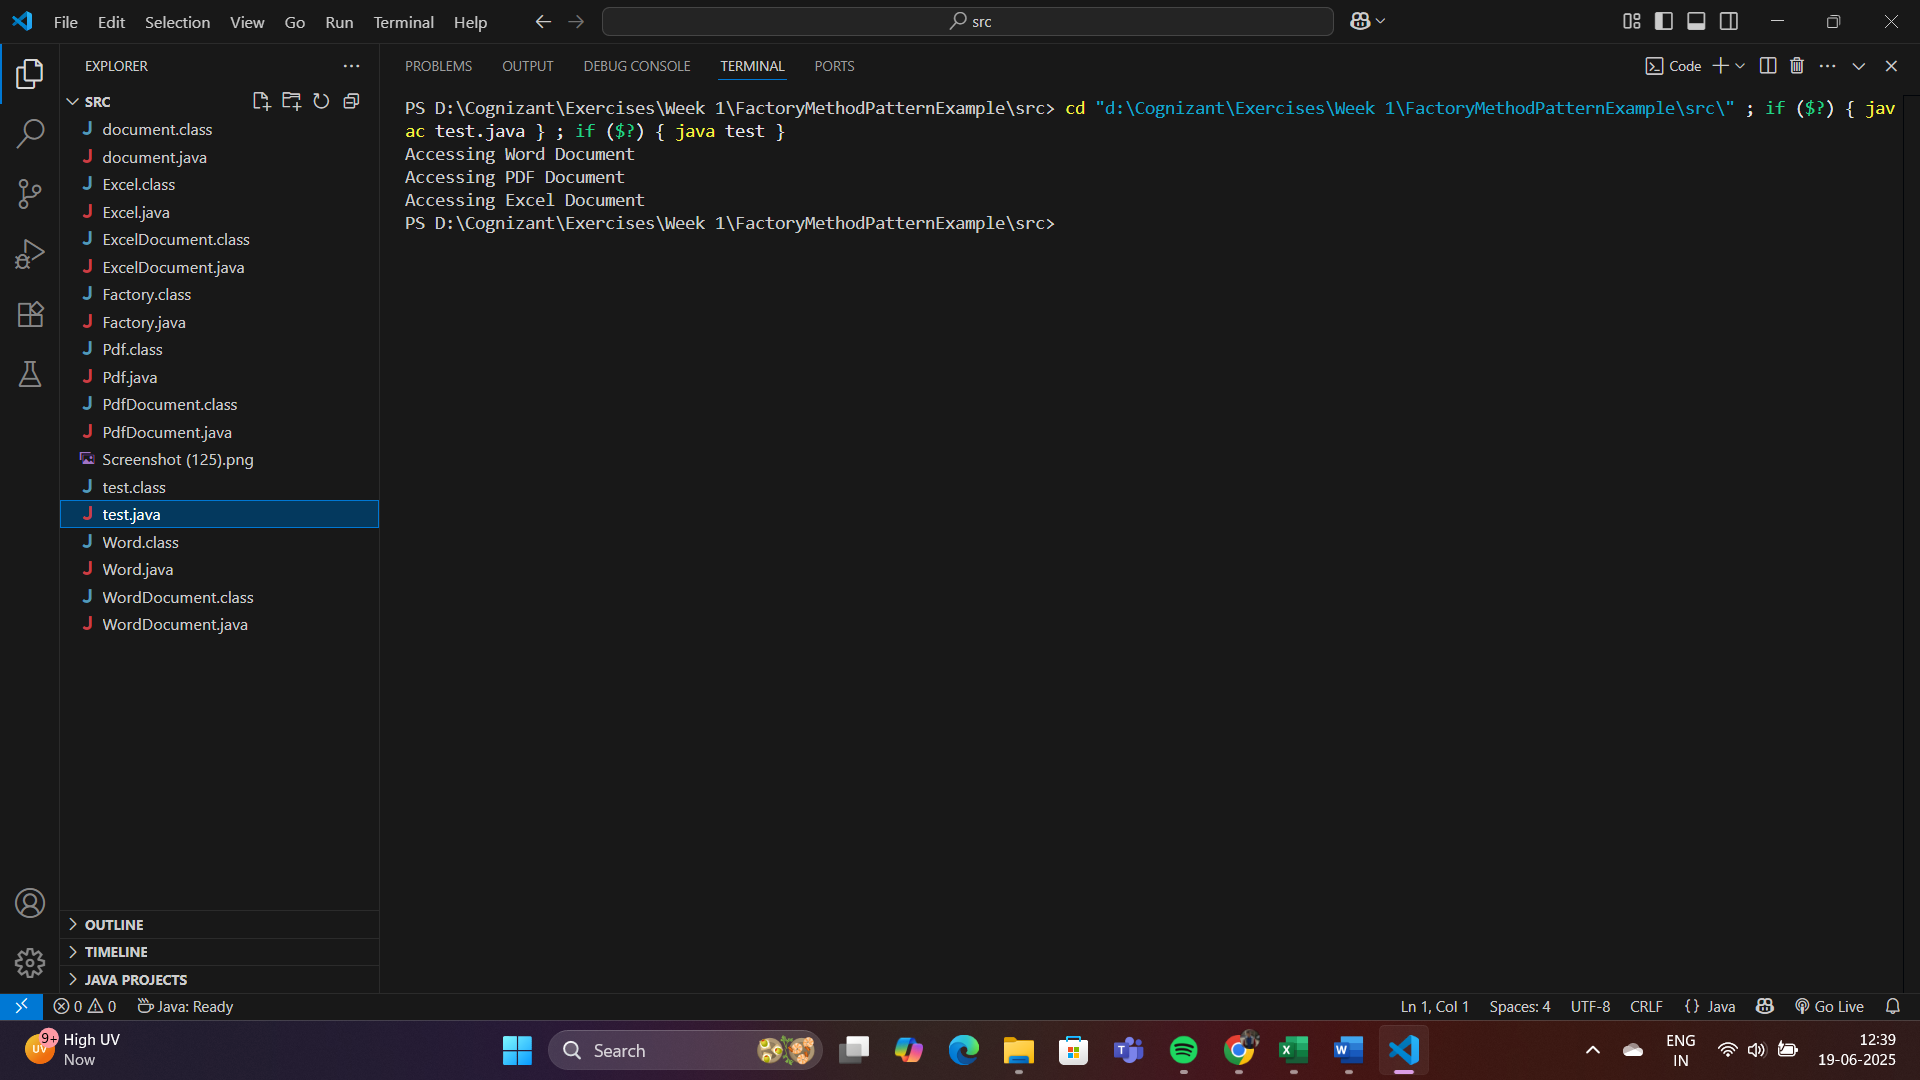 File Edit Selection View Go Run Terminal Help
src
EXPLORER
SRC
document.class
document.java
Excel.class
Excel.java
ExcelDocument.class
ExcelDocument.java
Factory.class
Factory.java
Pdf.class
Pdf.java
PdfDocument.class
PdfDocument.java
Screenshot (125).png
test.class
test.java
Word.class
Word.java
WordDocument.class
WordDocument.java
OUTLINE
TIMELINE
JAVA PROJECTS
PROBLEMS OUTPUT DEBUG CONSOLE TERMINAL PORTS
Code
PS D:\Cognizant\Exercises\Week 1\FactoryMethodPatternExample\src> cd "d:\Cognizant\Exercises\Week 1\FactoryMethodPatternExample\src\" ; if ($?) { jav
ac test.java } ; if ($?) { java test }
Accessing Word Document
Accessing PDF Document
Accessing Excel Document
PS D:\Cognizant\Exercises\Week 1\FactoryMethodPatternExample\src>
0 0 Java: Ready
Ln 1, Col 1 Spaces: 4 UTF-8 CRLF {} Java Go Live
9+
UV
High UV
Now
Search
ENG
IN
12:39
19-06-2025